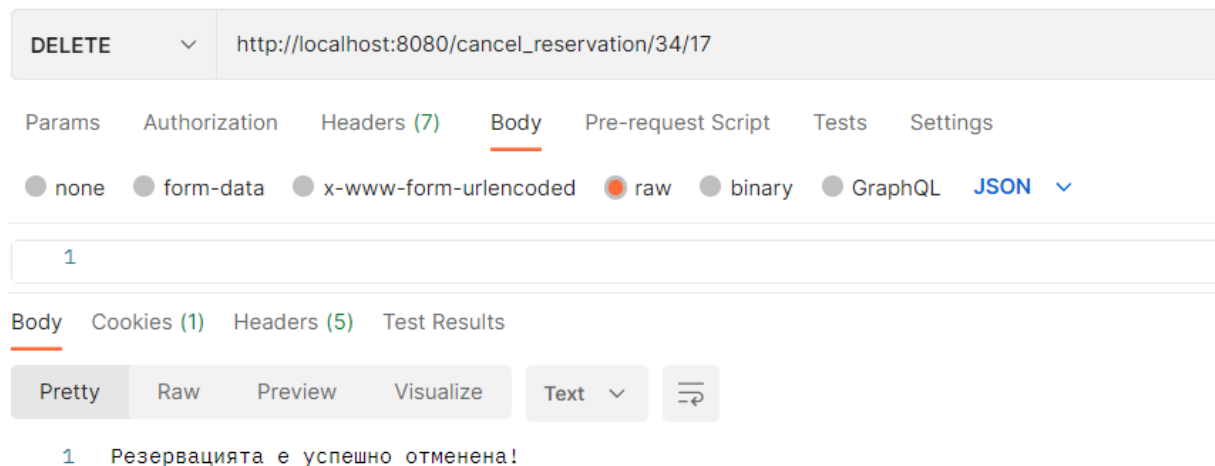 DELETE http://localhost:8080/cancel_reservation/34/17
Params Authorization Headers (7) Body Pre-request Script Tests Settings
none form-data x-www-form-urlencoded raw binary GraphQL JSON
1
Body Cookies (1) Headers (5) Test Results
Pretty Raw Preview Visualize Text
1 Резервацията е успешно отменена!